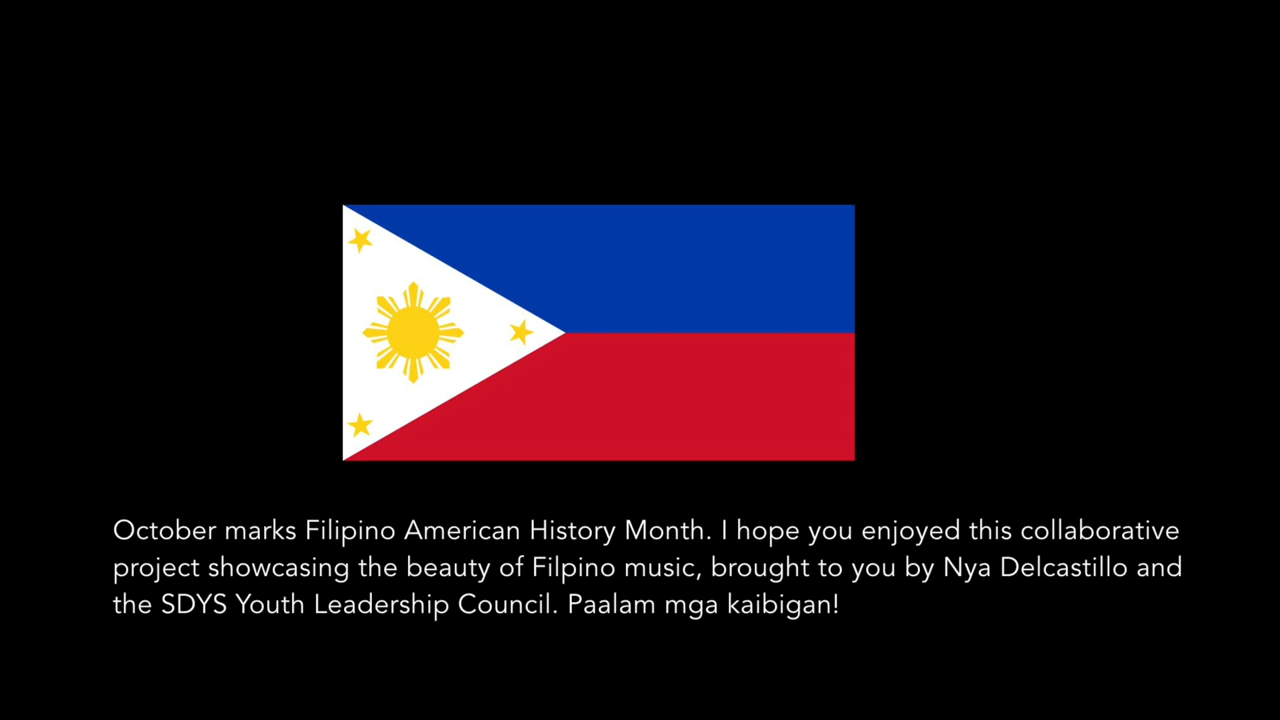 October marks Filipino American History Month. I hope you enjoyed this collaborative
project showcasing the beauty of Filpino music, brought to you by Nya Delcastillo and
the SDYS Youth Leadership Council. Paalam mga kaibigan!